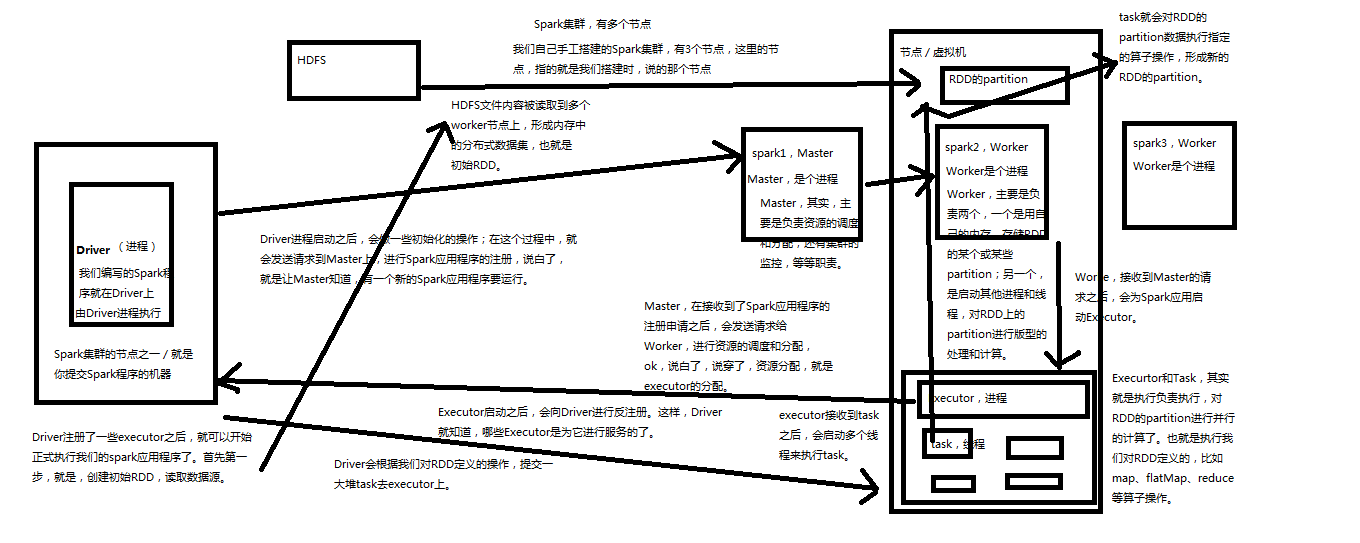 Spark集群，有多个节点
我们自己手工搭建的Spark集群，有3个节点，这里的节
点，指的就是我们搭建时，说的那个节点
HDFS
HDFS文件内容被读取到多个
worker节点上，形成内存中
的分布式数据集，也就是
初始RDD。
节点 / 虚拟机
RDD的partition
task就会对RDD的
partition数据执行指定
的算子操作，形成新的
RDD的partition。
spark1，Master
Master，是个进程
Master，其实，主
要是负责资源的调度
和分配，还有集群的
监控，等等职责。
spark2，Worker
Worker是个进程
Worker，主要是负
责两个，一个是用自
己的内存，存储RDD
的某个或某些
partition；另一个，
是启动其他进程和线
程，对RDD上的
partition进行版型的
处理和计算。
spark3，Worker
Worker是个进程
Driver （进程）
我们编写的Spark程
序就在Driver上
由Driver进程执行
Spark集群的节点之一 / 就是
你提交Spark程序的机器
Driver进程启动之后，会做一些初始化的操作；在这个过程中，就
会发送请求到Master上，进行Spark应用程序的注册，说白了，
就是让Master知道，有一个新的Spark应用程序要运行。
Master，在接收到了Spark应用程序的
注册申请之后，会发送请求给
Worker，进行资源的调度和分配，
ok，说白了，说穿了，资源分配，就是
executor的分配。
，接收到Master的请
求之后，会为Spark应用启
动Executor。
executor，进程
task，线程
Execurtor和Task，其实
就是执行负责执行，对
RDD的partition进行并行
的计算了。也就是执行我
们对RDD定义的，比如
map、flatMap、reduce
等算子操作。
Executor启动之后，会向Driver进行反注册。这样，Driver
就知道，哪些Executor是为它进行服务的了。
executor接收到task
之后，会启动多个线
程来执行task。
Driver注册了一些executor之后，就可以开始
正式执行我们的spark应用程序了。首先第一
步，就是，创建初始RDD，读取数据源。
Driver会根据我们对RDD定义的操作，提交一
大堆task去executor上。